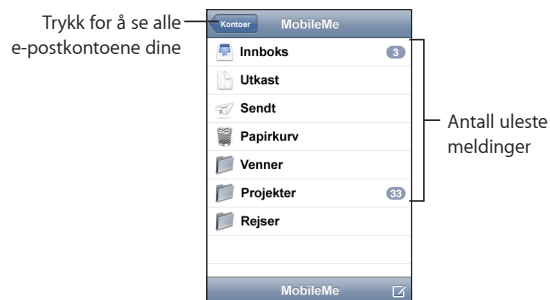 Trykk for å se alle
e-postkontoene dine
Kontoer
MobileMe
Innboks
3
Utkast
Sendt
Papirkurv
Venner
Projekter
33
Rejser
MobileMe
Antall uleste
meldinger